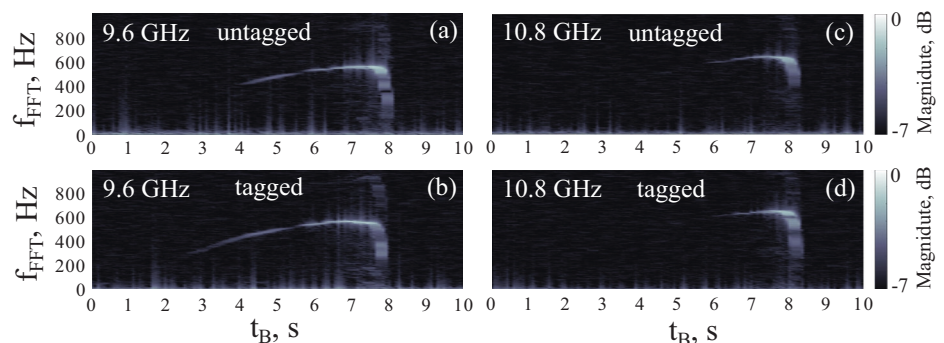 9.6 GHz untagged (a)
800
600
400
200
0
f_FFT, Hz
0 1 2 3 4 5 6 7 8 9 10
10.8 GHz untagged (c)
0 1 2 3 4 5 6 7 8 9 10
0
-7
Magnidute, dB
9.6 GHz tagged (b)
800
600
400
200
0
f_FFT, Hz
0 1 2 3 4 5 6 7 8 9 10
t_B, s
10.8 GHz tagged (d)
0 1 2 3 4 5 6 7 8 9 10
t_B, s
0
-7
Magnidute, dB